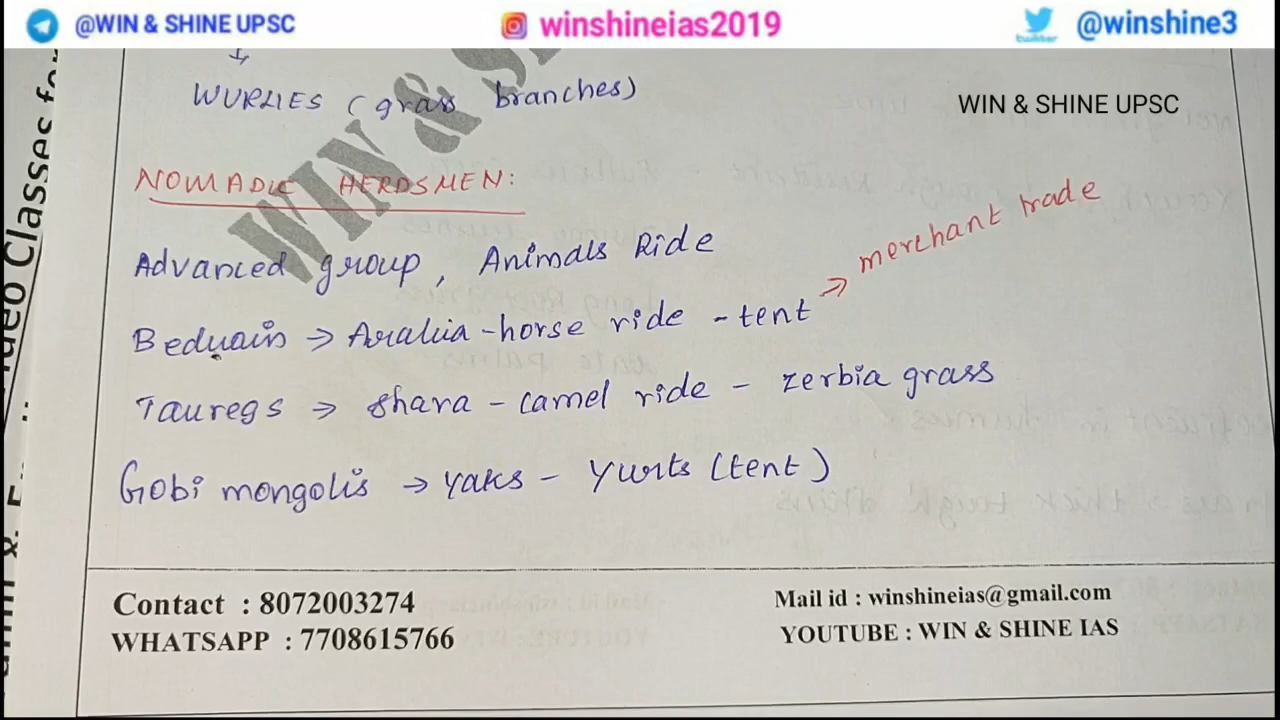 @WIN & SHINE UPSC
winshineias2019
@winshine3
WURLIES (grass branches)
WIN & SHINE UPSC
NOMADIC HERDSMEN:
Advanced group, Animals Ride
→ merchant trade
Beduain → Arabia - horse ride - tent
Tauregs → shara - camel ride - zerbia grass
Gobi mongolis → yaks - yurts (tent)
Contact : 8072003274
Mail id : winshineias@gmail.com
WHATSAPP : 7708615766
YOUTUBE : WIN & SHINE IAS
WIN &